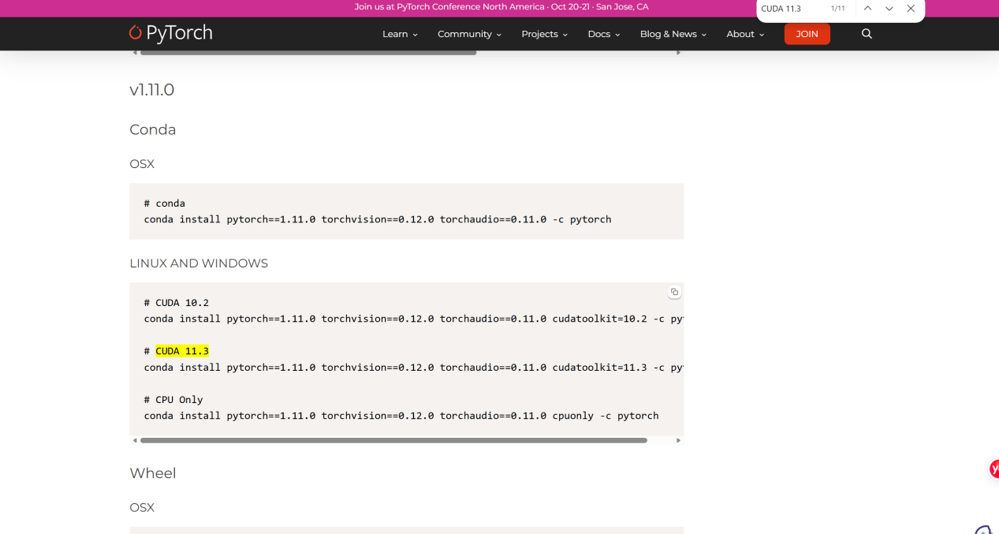 Join us at PyTorch Conference North America · Oct 20-21 · San Jose, CA
CUDA 11.3 1/11
PyTorch Learn Community Projects Docs Blog & News About JOIN
v1.11.0
Conda
OSX
# conda
conda install pytorch==1.11.0 torchvision==0.12.0 torchaudio==0.11.0 -c pytorch
LINUX AND WINDOWS
# CUDA 10.2
conda install pytorch==1.11.0 torchvision==0.12.0 torchaudio==0.11.0 cudatoolkit=10.2 -c py
# CUDA 11.3
conda install pytorch==1.11.0 torchvision==0.12.0 torchaudio==0.11.0 cudatoolkit=11.3 -c py
# CPU Only
conda install pytorch==1.11.0 torchvision==0.12.0 torchaudio==0.11.0 cpuonly -c pytorch
Wheel
OSX